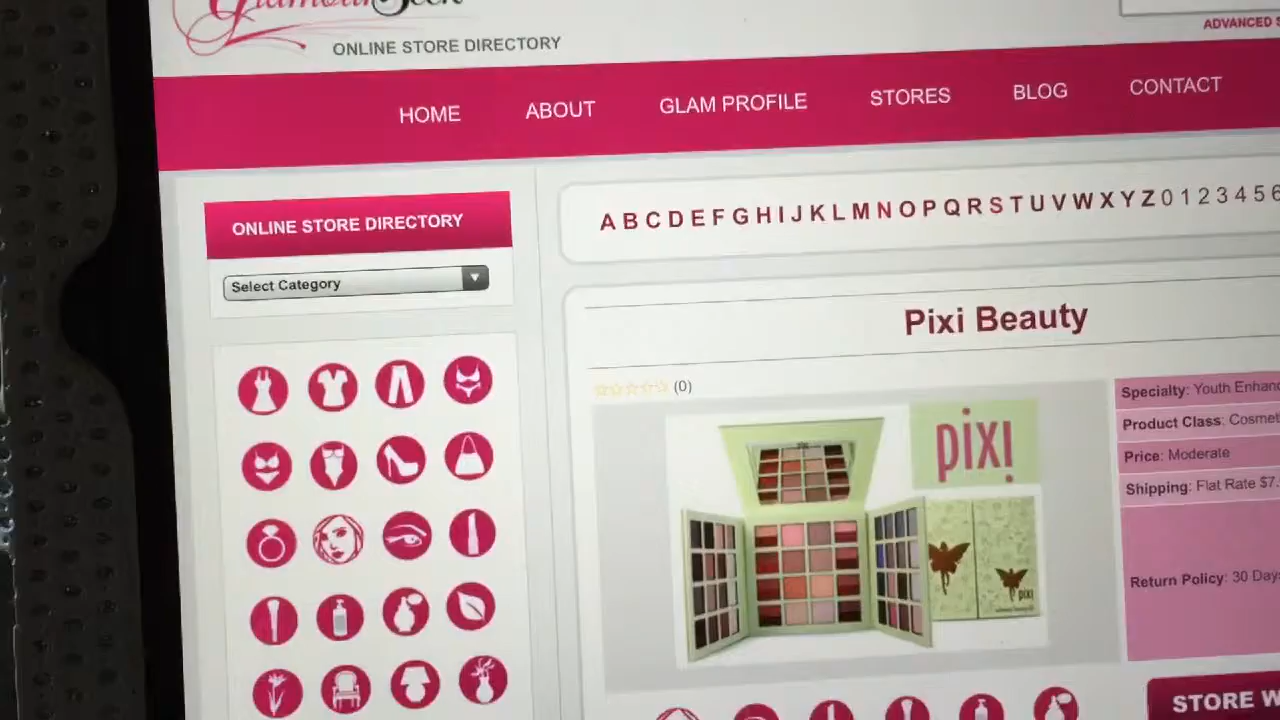 ONLINE STORE DIRECTORY
ADVANCED
HOME ABOUT GLAM PROFILE STORES BLOG CONTACT
ONLINE STORE DIRECTORY
Select Category
A B C D E F G H I J K L M N O P Q R S T U V W X Y Z 0 1 2 3 4 5 6
Pixi Beauty
(0)
pixi
pixi
Specialty: Youth
Product Class:
Price: Moderate
Shipping: Flat Rate $7.
Return Policy: 30 Days
STORE